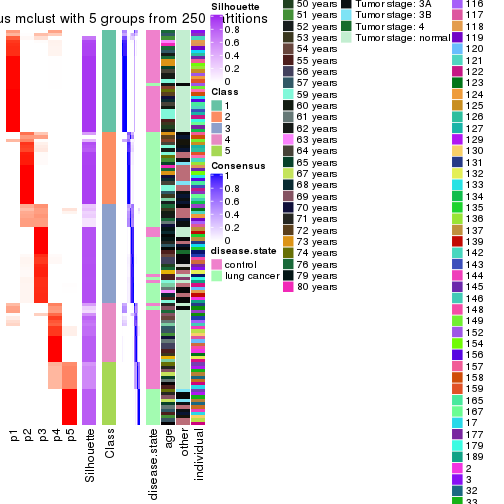 us mclust with 5 groups from 250 partitions
Silhouette
1
0.8
0.6
0.4
0.2
0
Class
1
2
3
4
5
Consensus
1
0.8
0.6
0.4
0.2
0
disease.state
control
lung cancer
50 years
51 years
52 years
53 years
54 years
55 years
56 years
57 years
59 years
60 years
61 years
62 years
63 years
64 years
65 years
67 years
68 years
69 years
70 years
71 years
72 years
73 years
74 years
76 years
79 years
80 years
Tumor stage: 3A
Tumor stage: 3B
Tumor stage: 4
Tumor stage: normal
116
117
118
119
120
121
122
123
124
125
126
127
129
130
131
132
133
134
135
136
137
139
142
143
144
145
146
148
149
152
154
156
157
158
159
165
167
17
177
179
189
2
3
32
33
p1
p2
p3
p4
p5
Silhouette
Class
disease.state
age
other
individual